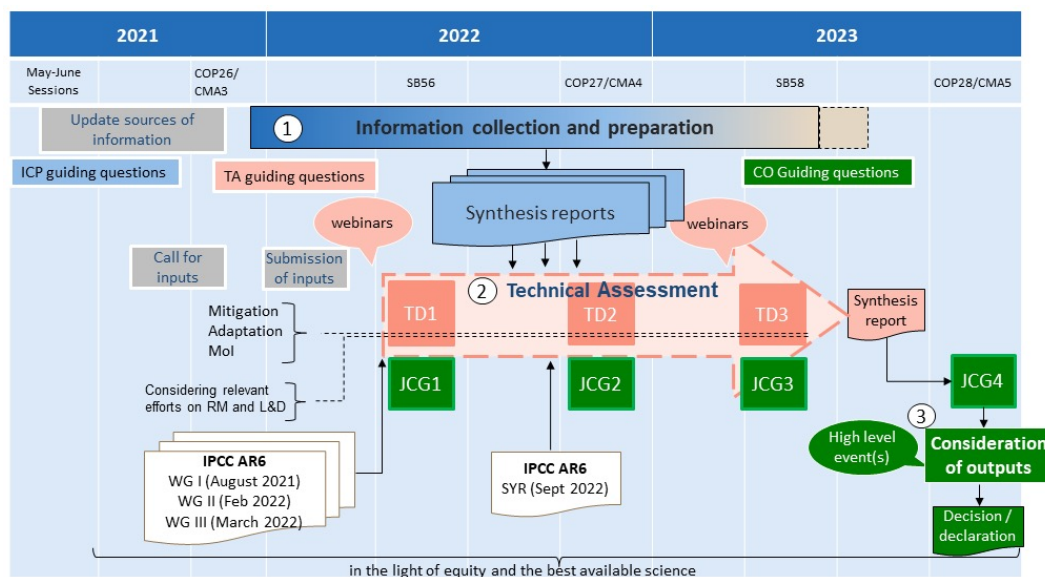 2021
2022
2023
May-June
Sessions
COP26/
CMA3
SB56
COP27/CMA4
SB58
COP28/CMA5
Update sources of
information
1
Information collection and preparation
ICP guiding questions
TA guiding questions
CO Guiding questions
webinars
Synthesis reports
webinars
Call for
inputs
Submission
of inputs
2
Technical Assessment
Mitigation
Adaptation
MoI
TD1
TD2
TD3
Synthesis
report
Considering relevant
efforts on RM and L&D
JCG1
JCG2
JCG3
JCG4
3
High level
event(s)
Consideration
of outputs
IPCC AR6
WG I (August 2021)
WG II (Feb 2022)
WG III (March 2022)
IPCC AR6
SYR (Sept 2022)
Decision /
declaration
in the light of equity and the best available science